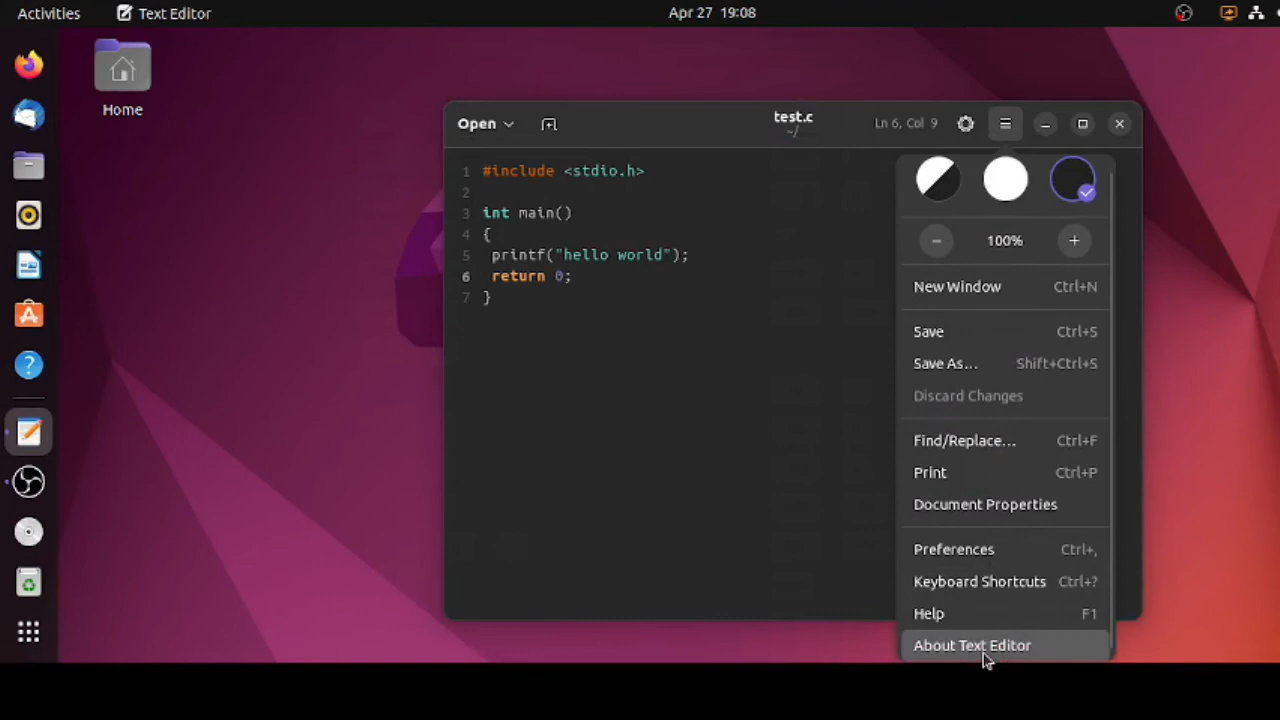 Activities
Text Editor
Apr 27 19:08
Home
Open
test.c
~/
Ln 6, Col 9
1 #include <stdio.h>
2
3 int main()
4 {
5  printf("hello world");
6  return 0;
7 }
100%
New Window Ctrl+N
Save Ctrl+S
Save As... Shift+Ctrl+S
Discard Changes
Find/Replace... Ctrl+F
Print Ctrl+P
Document Properties
Preferences Ctrl+,
Keyboard Shortcuts Ctrl+?
Help F1
About Text Editor